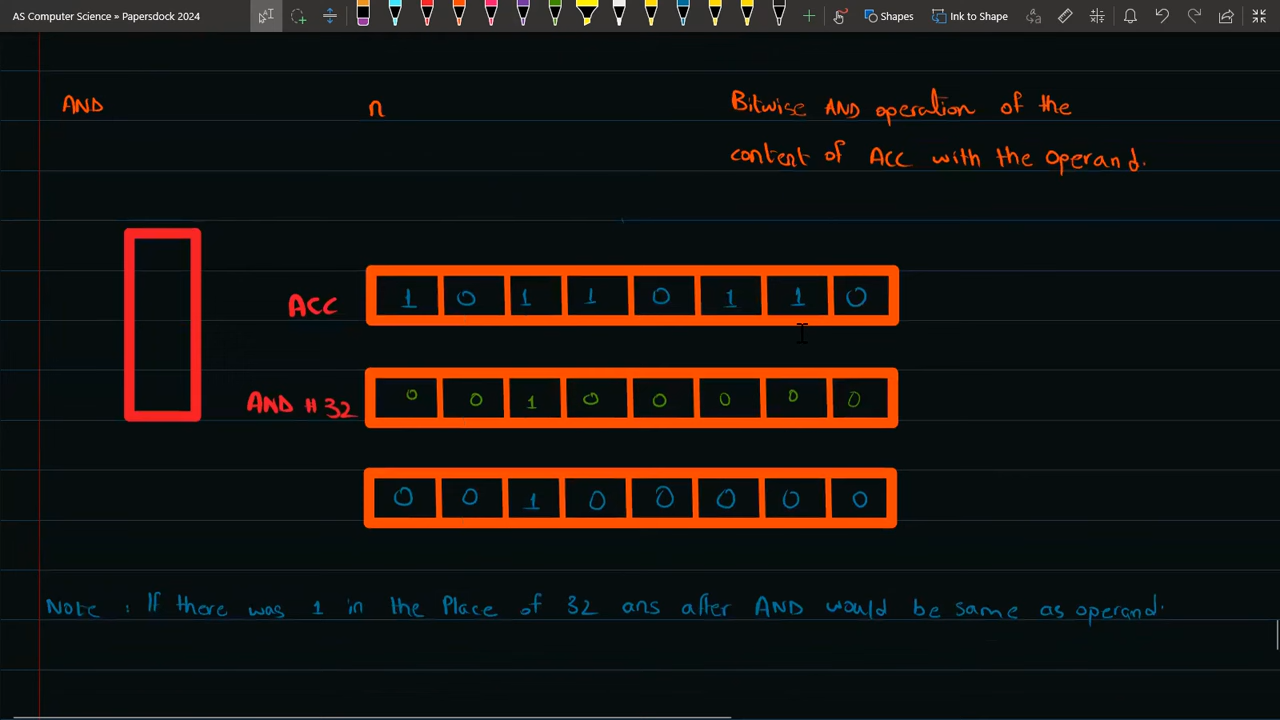 AS Computer Science » Papersdock 2024
Shapes
Ink to Shape
AND n Bitwise AND operation of the
content of ACC with the operand.
ACC 1 0 1 1 0 1 1 0
AND #32 0 0 1 0 0 0 0 0
0 0 1 0 0 0 0 0
Note : If there was 1 in the Place of 32 ans after AND would be same as operand.